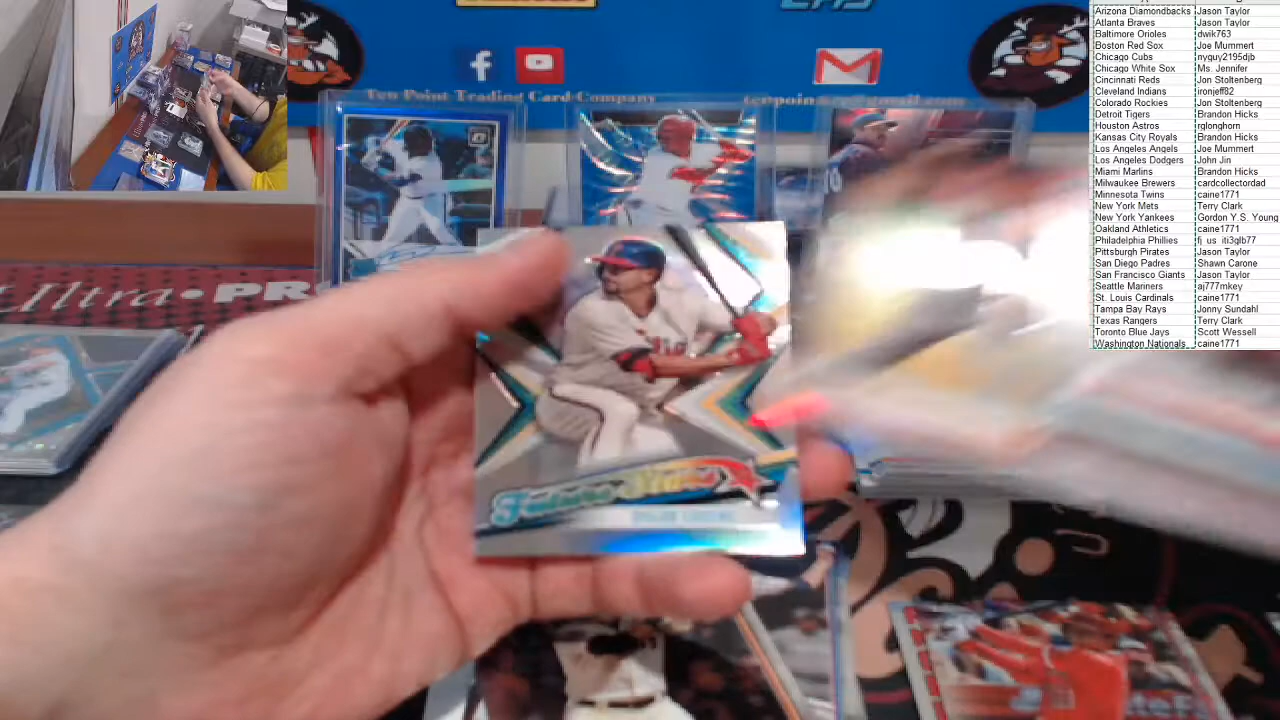 Arizona Diamondbacks Jason Taylor
Atlanta Braves Jason Taylor
Baltimore Orioles dwik763
Boston Red Sox Joe Mummert
Chicago Cubs nyguy2195djb
Chicago White Sox Ms. Jennifer
Cincinnati Reds Jon Stoltenberg
Cleveland Indians ironjeff82
Colorado Rockies Jon Stoltenberg
Detroit Tigers Brandon Hicks
Houston Astros rglonghorn
Kansas City Royals Brandon Hicks
Los Angeles Angels Joe Mummert
Los Angeles Dodgers John Jin
Miami Marlins Brandon Hicks
Milwaukee Brewers cardcollectordad
Minnesota Twins caine1771
New York Mets Terry Clark
New York Yankees Gordon Y.S. Young
Oakland Athletics caine1771
Philadelphia Phillies fj_us_iti3glb77
Pittsburgh Pirates Jason Taylor
San Diego Padres Shawn Carone
San Francisco Giants Jason Taylor
Seattle Mariners aj777mkey
St. Louis Cardinals caine1771
Tampa Bay Rays Jonny Sundahl
Texas Rangers Terry Clark
Toronto Blue Jays Scott Wessell
Washington Nationals caine1771
Ten Point Trading Card Company
Ultra PR
Future Stars